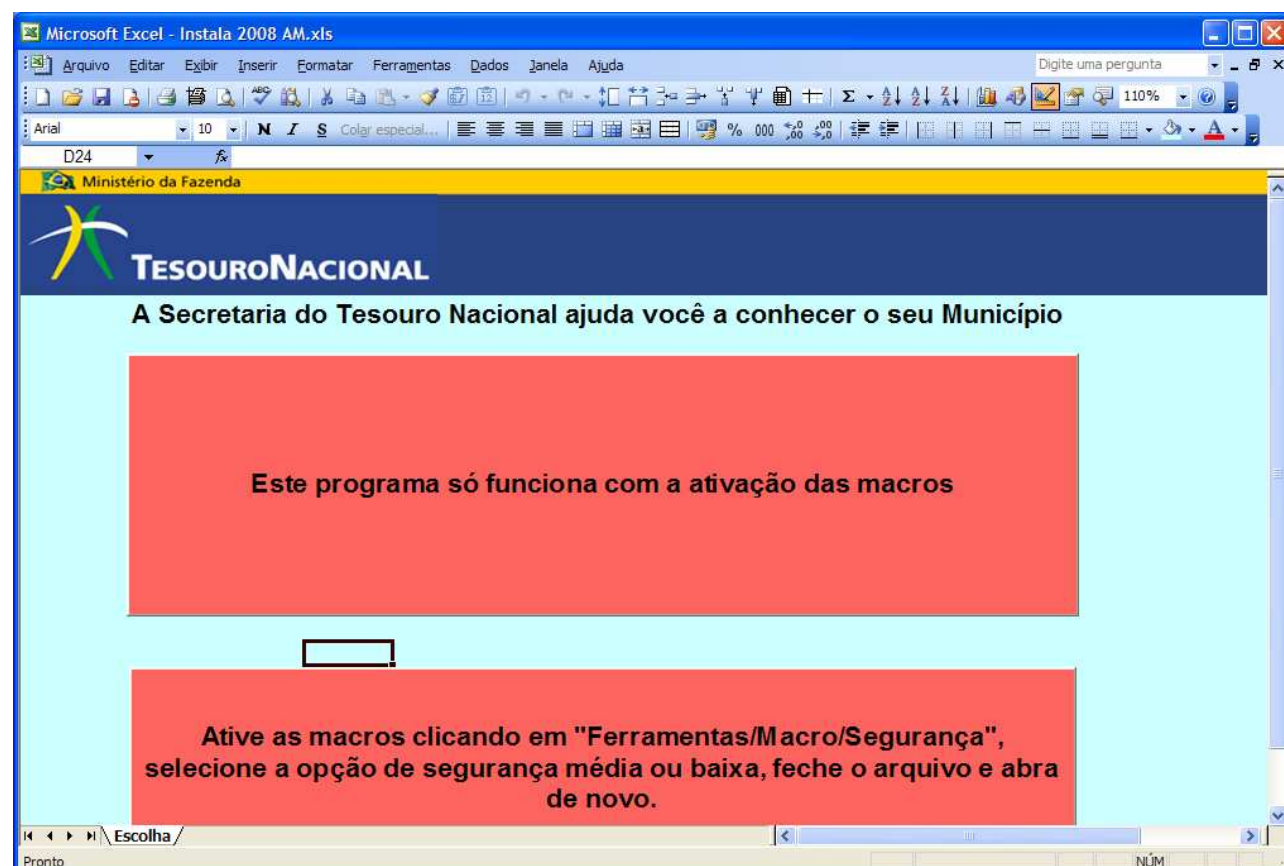 Microsoft Excel - Instala 2008 AM.xls
Arquivo Editar Exibir Inserir Formatar Ferramentas Dados Janela Ajuda Digite uma pergunta
110%
Arial 10 N I S Colar especial... % 000
D24 fx
Ministério da Fazenda
TESOURONACIONAL
A Secretaria do Tesouro Nacional ajuda você a conhecer o seu Município
Este programa só funciona com a ativação das macros
Ative as macros clicando em "Ferramentas/Macro/Segurança",
selecione a opção de segurança média ou baixa, feche o arquivo e abra
de novo.
Escolha
Pronto NÚM